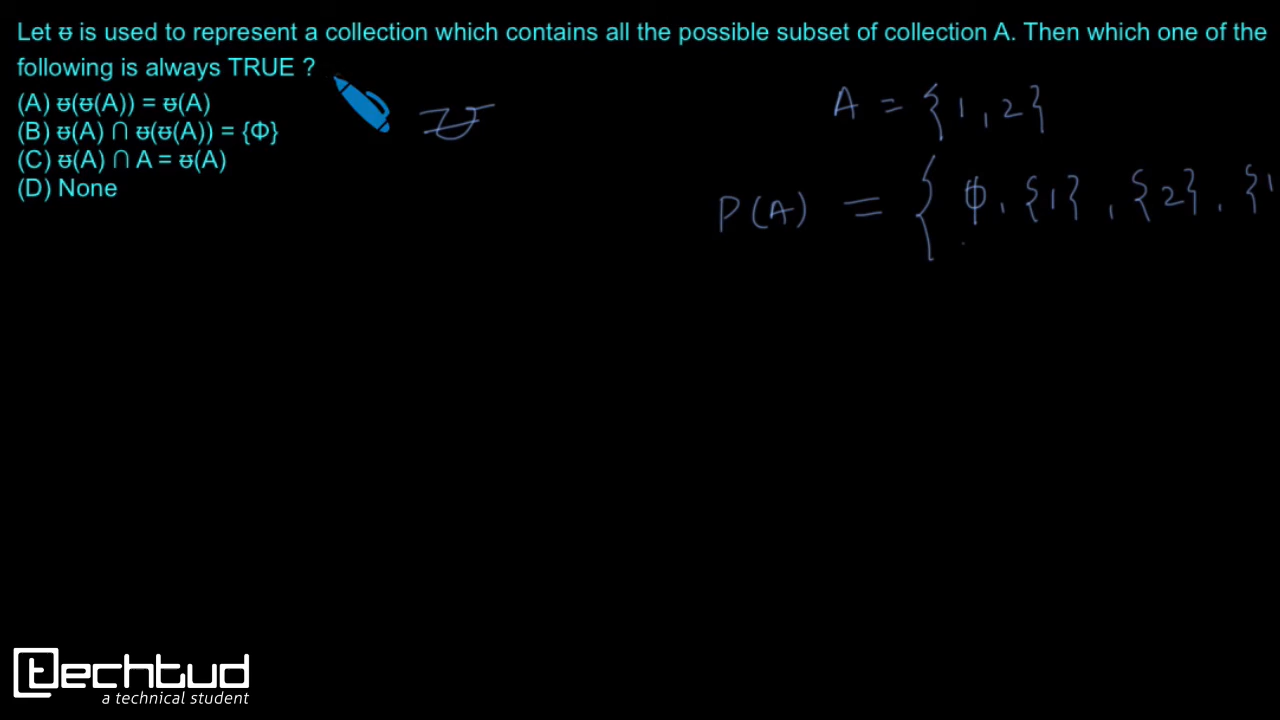 Let ʊ̶ is used to represent a collection which contains all the possible subset of collection A. Then which one of the
following is always TRUE ?
(A) ʊ̶(ʊ̶(A)) = ʊ̶(A)
(B) ʊ̶(A) ∩ ʊ̶(ʊ̶(A)) = {Φ}
(C) ʊ̶(A) ∩ A = ʊ̶(A)
(D) None
ʊ̶
A = {1,2}
P(A) = { ϕ, {1}, {2}, {1
techtud
a technical student